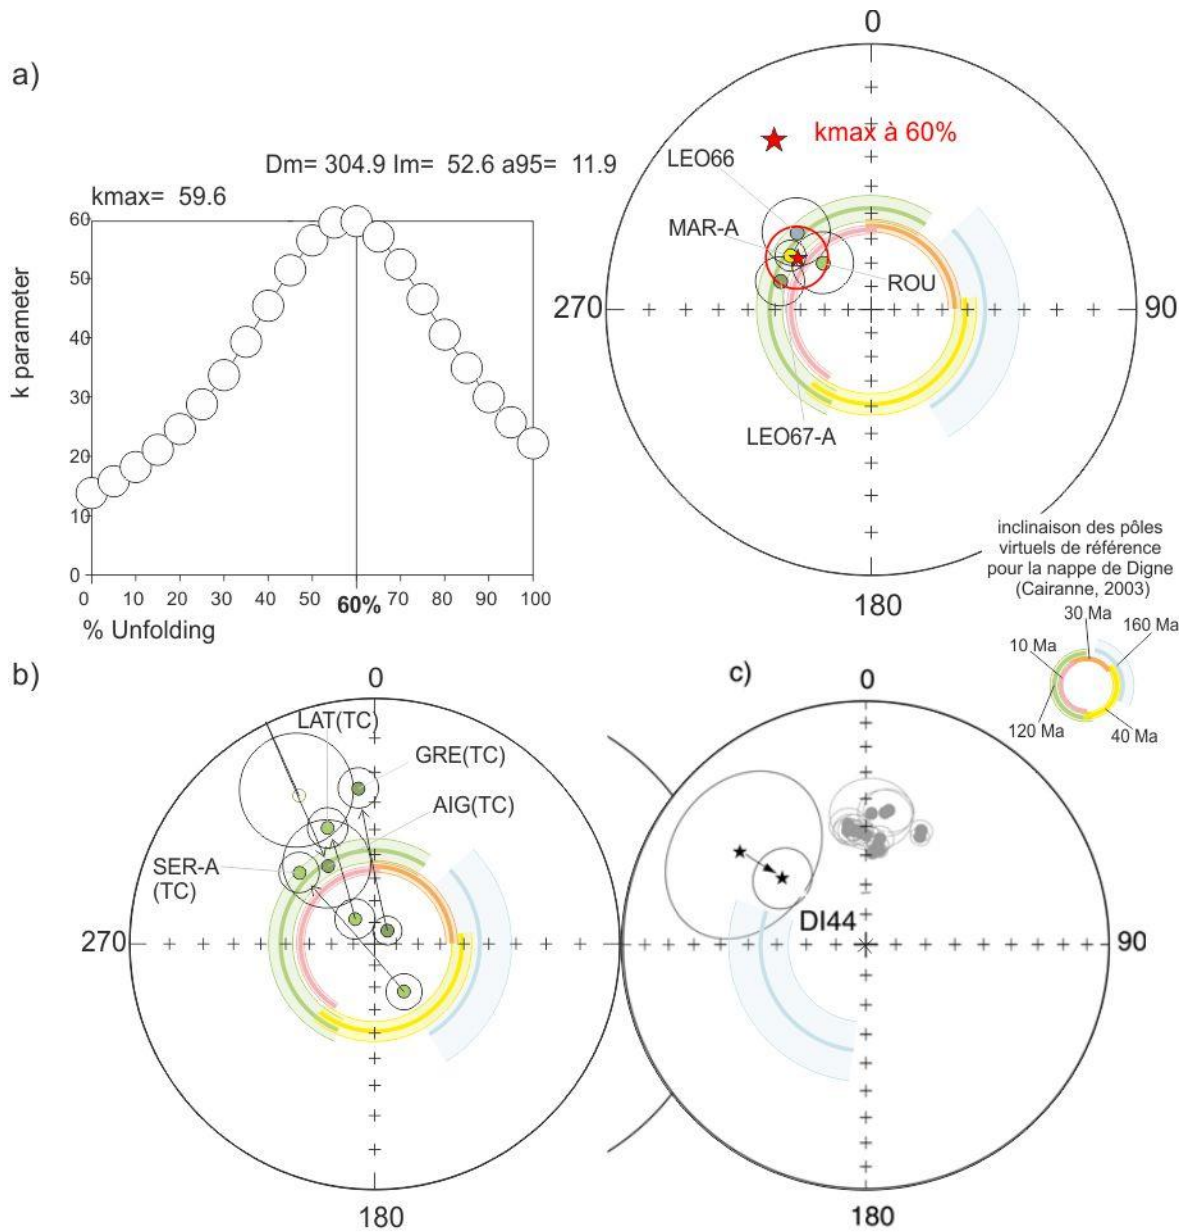 a)
Dm= 304.9 Im= 52.6 a95= 11.9
kmax= 59.6
60
50
40
30
20
10
0
k parameter
0 10 20 30 40 50 60% 70 80 90 100
% Unfolding
0
kmax à 60%
LEO66
MAR-A
ROU
270
90
LEO67-A
180
inclinaison des pôles
virtuels de référence
pour la nappe de Digne
(Cairanne, 2003)
30 Ma
160 Ma
10 Ma
120 Ma
40 Ma
b)
0
LAT(TC)
GRE(TC)
AIG(TC)
SER-A
(TC)
270
180
c)
0
DI44
90
180